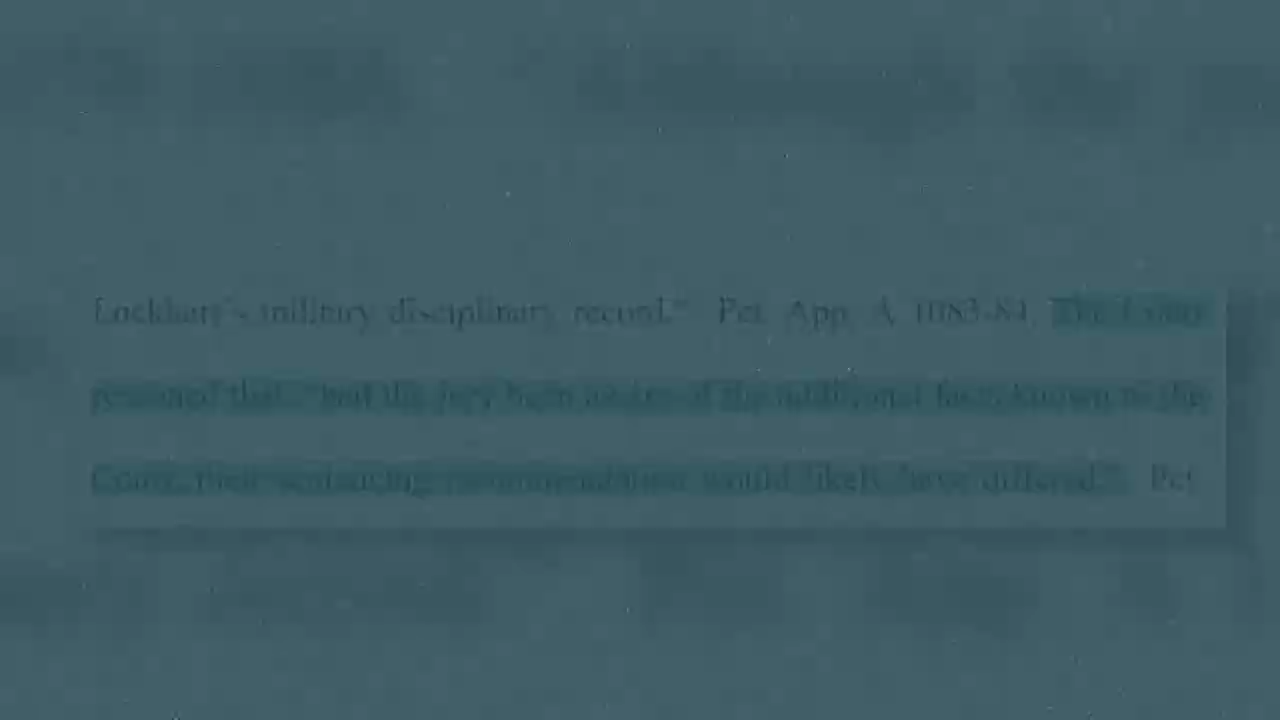 Lockhart's military disciplinary record." Pet. App. A 1083-84. The Court
reasoned that "had the jury been aware of the additional facts known to the
Court, their sentencing recommendation would likely have differed." Pet.